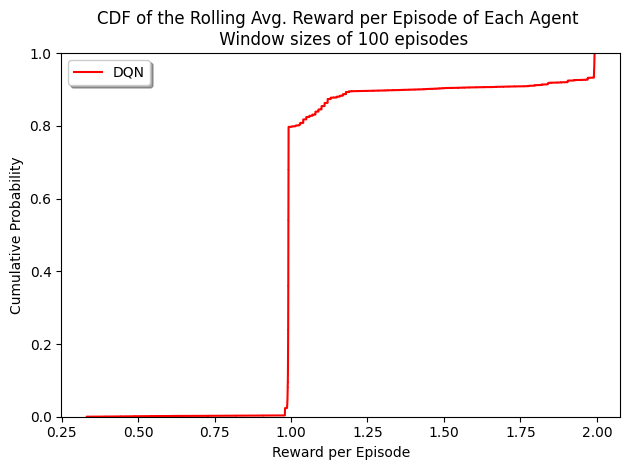 CDF of the Rolling Avg. Reward per Episode of Each Agent
Window sizes of 100 episodes
DQN
1.0
0.8
0.6
0.4
0.2
0.0
Cumulative Probability
0.25
0.50
0.75
1.00
1.25
1.50
1.75
2.00
Reward per Episode